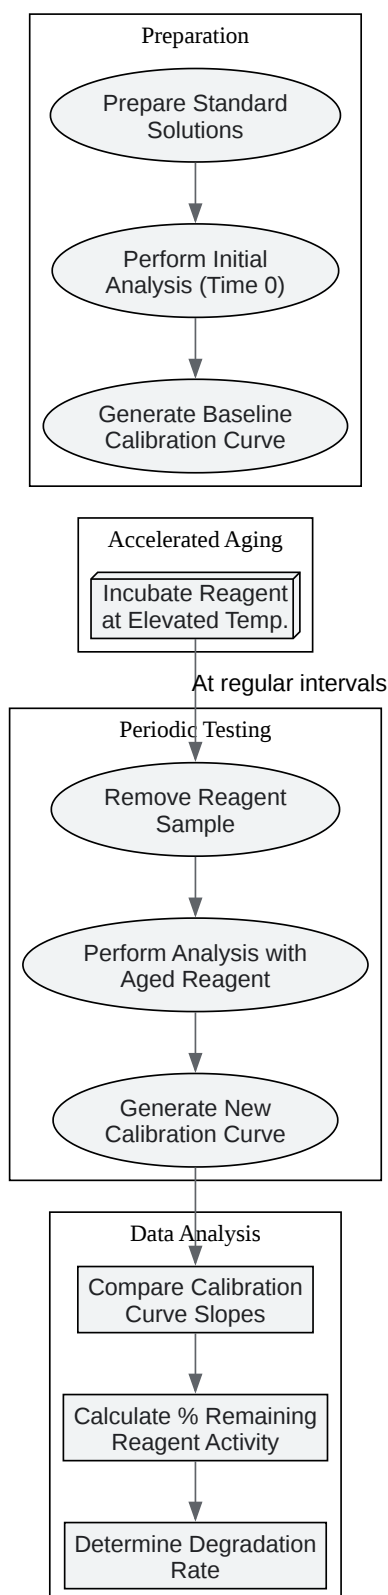 Preparation
Prepare Standard
Solutions
Perform Initial
Analysis (Time 0)
Generate Baseline
Calibration Curve
Accelerated Aging
Incubate Reagent
at Elevated Temp.
At regular intervals
Periodic Testing
Remove Reagent
Sample
Perform Analysis with
Aged Reagent
Generate New
Calibration Curve
Data Analysis
Compare Calibration
Curve Slopes
Calculate % Remaining
Reagent Activity
Determine Degradation
Rate